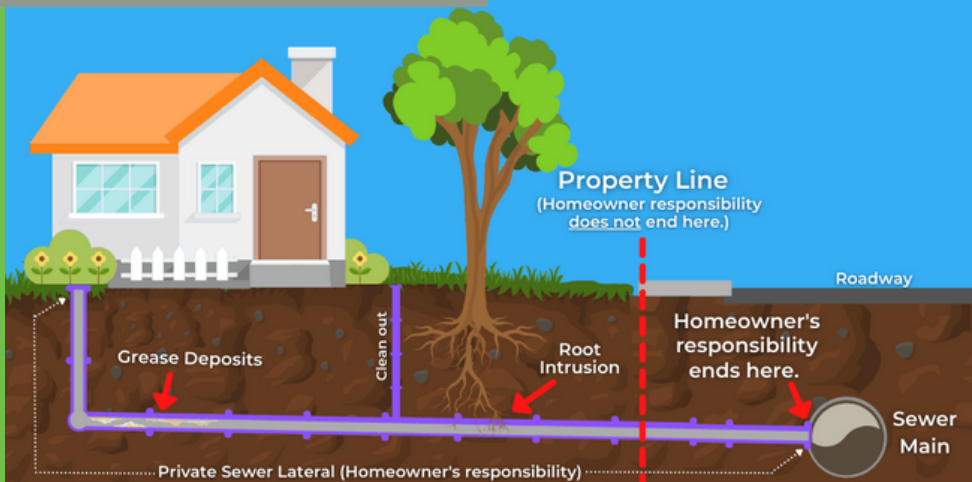 Property Line
(Homeowner responsibility
does not end here.)
Roadway
Grease Deposits
Clean out
Root
Intrusion
Homeowner's
responsibility
ends here.
Sewer
Main
Private Sewer Lateral (Homeowner's responsibility)